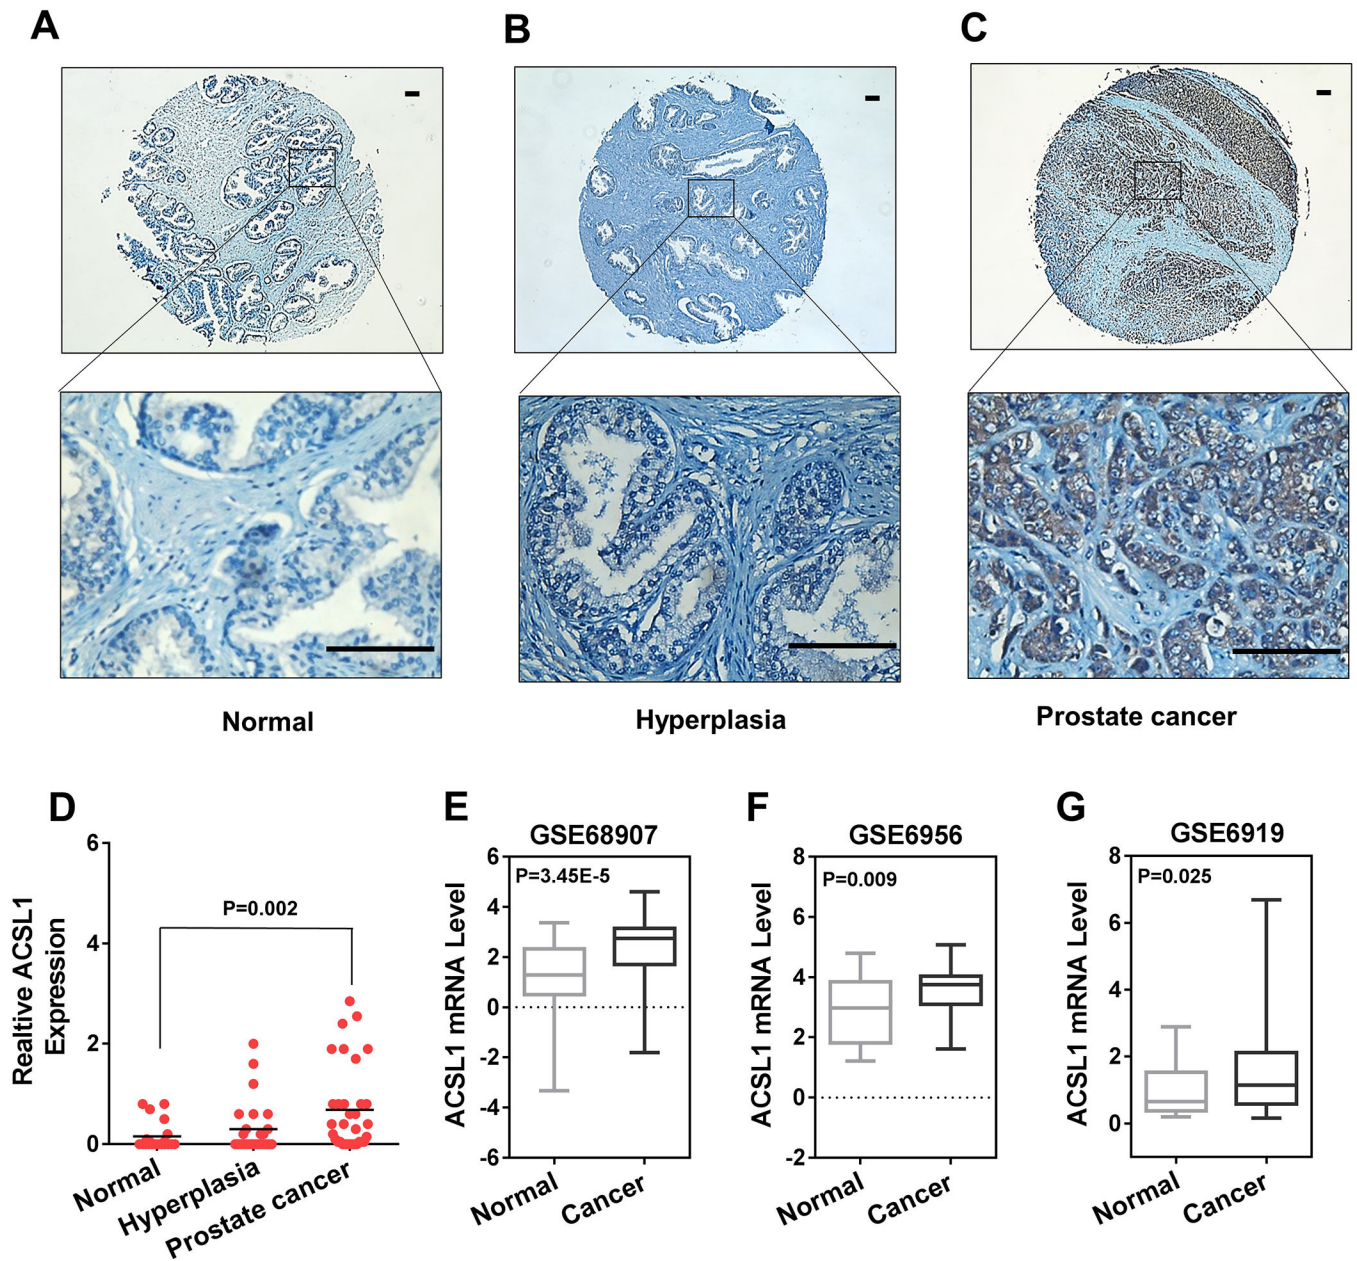 A
B
C
Normal
Hyperplasia
Prostate cancer
D
Realtive ACSL1
Expression
6
4
2
0
P=0.002
Normal
Hyperplasia
Prostate cancer
E
GSE68907
ACSL1 mRNA Level
6
4
2
0
-2
-4
-6
P=3.45E-5
Normal
Cancer
F
GSE6956
ACSL1 mRNA Level
8
6
4
2
0
-2
P=0.009
Normal
Cancer
G
GSE6919
ACSL1 mRNA Level
8
6
4
2
0
P=0.025
Normal
Cancer